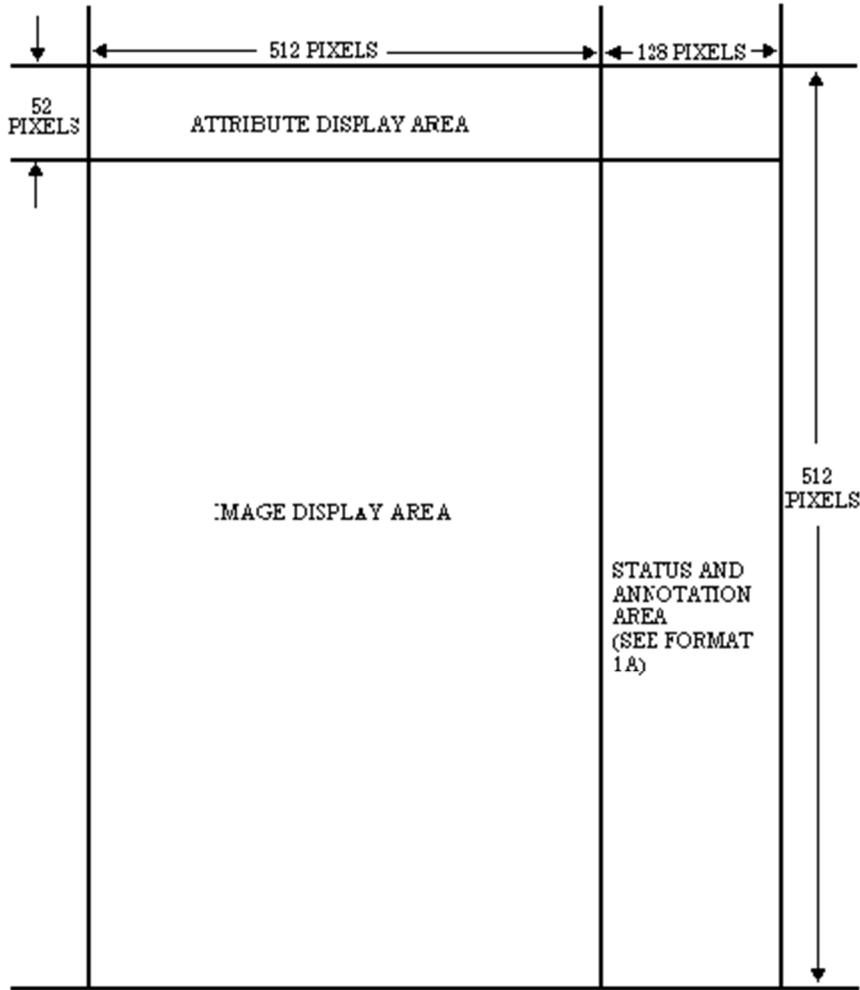 512 PIXELS
128 PIXELS
52
PIXELS
ATTRIBUTE DISPLAY AREA
512
PIXELS
IMAGE DISPLAY AREA
STATUS AND
ANNOTATION
AREA
(SEE FORMAT
1A)